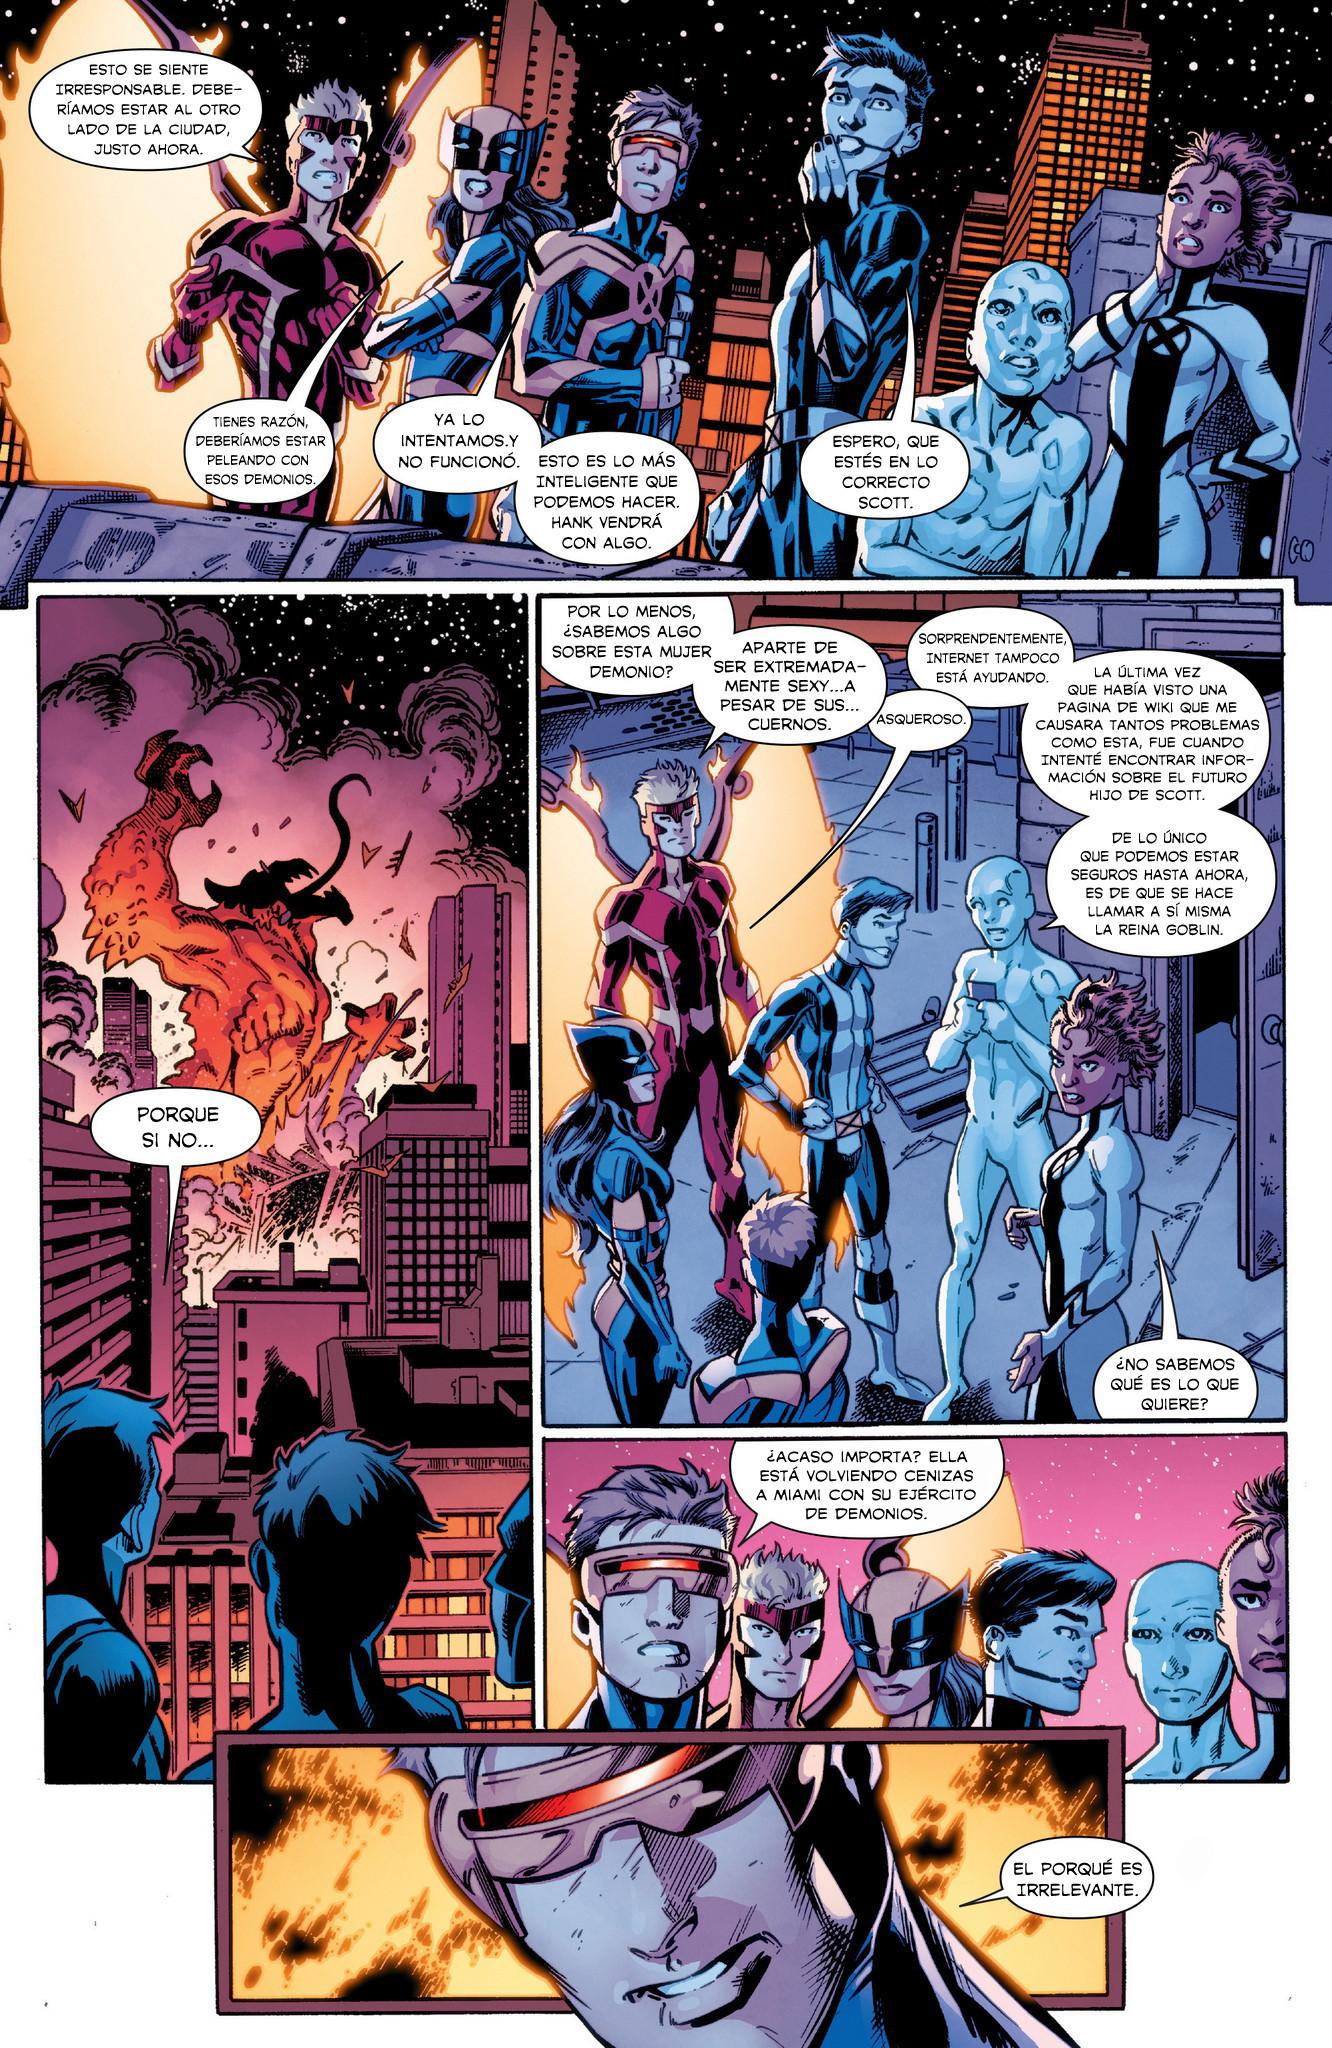 ESTO SE SIENTE
IRRESPONSABLE. DEBE-
RÍAMOS ESTAR AL OTRO
LADO DE LA CIUDAD,
JUSTO AHORA.
TIENES RAZÓN,
DEBERÍAMOS ESTAR
PELEANDO CON
ESOS DEMONIOS.
YA LO
INTENTAMOS.Y
NO FUNCIONÓ.
ESTO ES LO MÁS
INTELIGENTE QUE
PODEMOS HACER.
HANK VENDRÁ
CON ALGO.
ESPERO, QUE
ESTÉS EN LO
CORRECTO
SCOTT.
PORQUE
SI NO...
POR LO MENOS,
¿SABEMOS ALGO
SOBRE ESTA MUJER
DEMONIO?
APARTE DE
SER EXTREMADA-
MENTE SEXY...A
PESAR DE SUS...
CUERNOS.
ASQUEROSO.
SORPRENDENTEMENTE,
INTERNET TAMPOCO
ESTÁ AYUDANDO.
LA ÚLTIMA VEZ
QUE HABÍA VISTO UNA
PAGINA DE WIKI QUE ME
CAUSARA TANTOS PROBLEMAS
COMO ESTA, FUE CUANDO
INTENTÉ ENCONTRAR INFOR-
MACIÓN SOBRE EL FUTURO
HIJO DE SCOTT.
DE LO ÚNICO
QUE PODEMOS ESTAR
SEGUROS HASTA AHORA,
ES DE QUE SE HACE
LLAMAR A SÍ MISMA
LA REINA GOBLIN.
¿NO SABEMOS
QUÉ ES LO QUE
QUIERE?
¿ACASO IMPORTA? ELLA
ESTÁ VOLVIENDO CENIZAS
A MIAMI CON SU EJÉRCITO
DE DEMONIOS.
EL PORQUÉ ES
IRRELEVANTE.